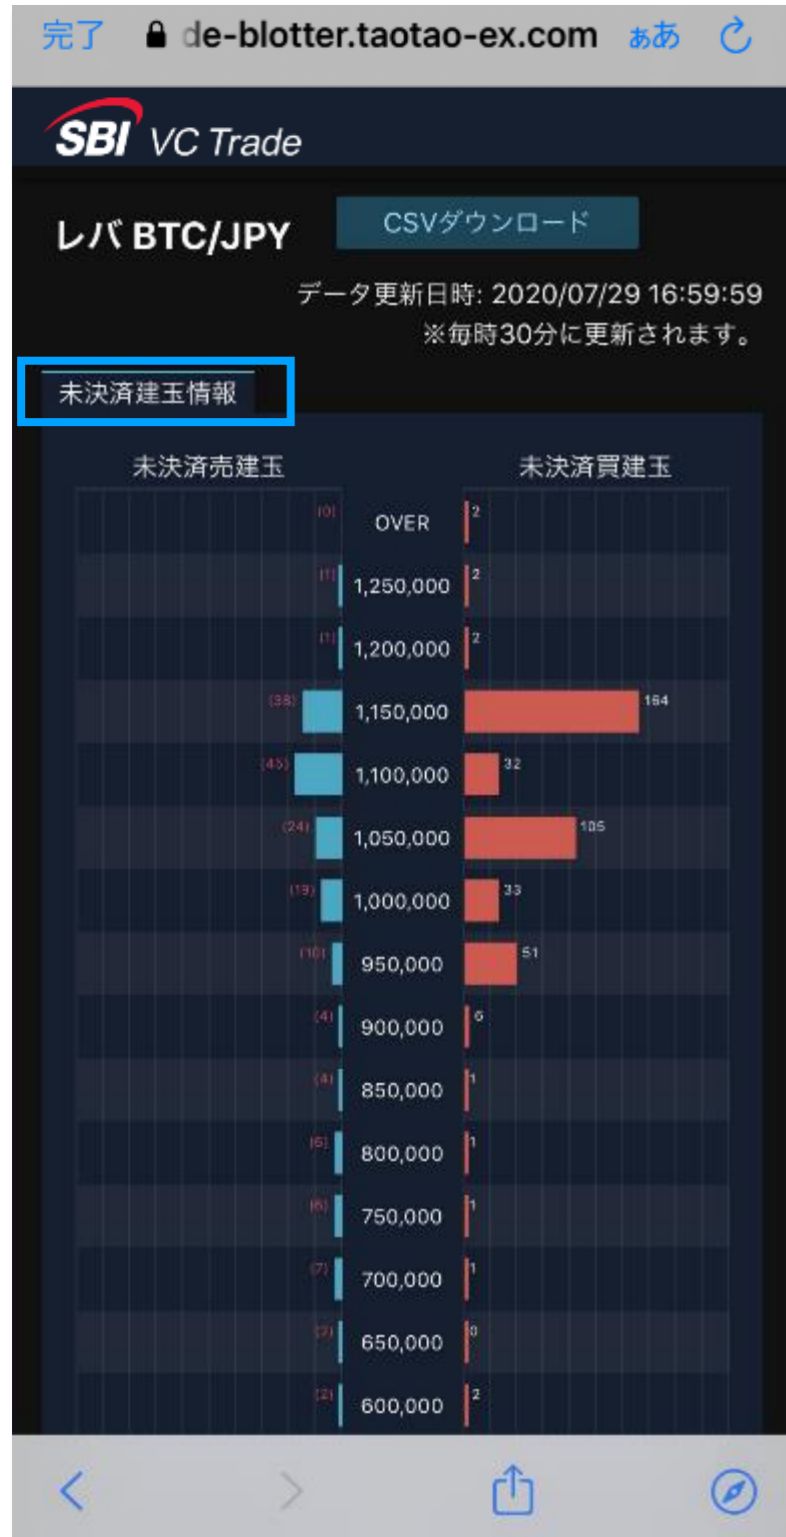 完了 de-blotter.taotao-ex.com ぁあ
SBI VC Trade
レバ BTC/JPY CSVダウンロード
データ更新日時: 2020/07/29 16:59:59
※毎時30分に更新されます。
未決済建玉情報
未決済売建玉 未決済買建玉
(0) OVER 2
(1) 1,250,000 2
(1) 1,200,000 2
(38) 1,150,000 164
(45) 1,100,000 32
(24) 1,050,000 105
(19) 1,000,000 33
(10) 950,000 51
(4) 900,000 6
(4) 850,000 1
800,000 1
750,000 1
(7) 700,000 1
650,000 0
(2) 600,000 2